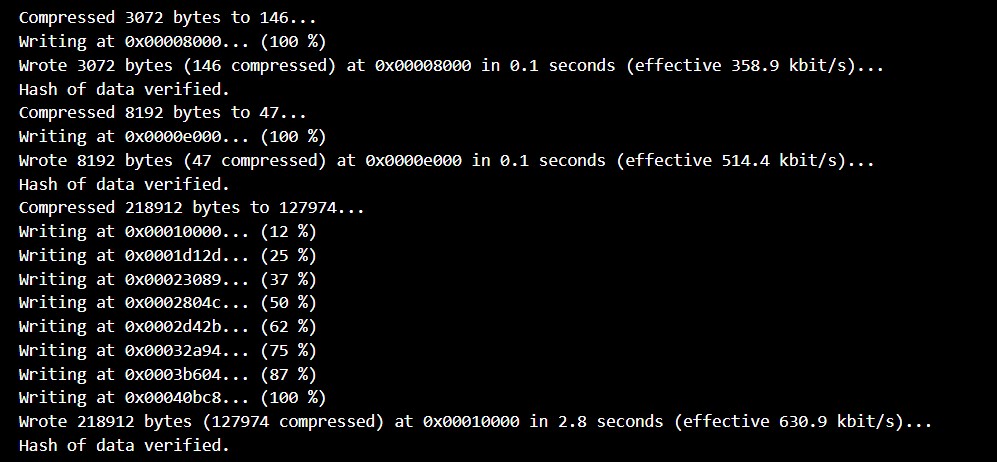 Compressed 3072 bytes to 146...
Writing at 0x00008000... (100 %)
Wrote 3072 bytes (146 compressed) at 0x00008000 in 0.1 seconds (effective 358.9 kbit/s)...
Hash of data verified.
Compressed 8192 bytes to 47...
Writing at 0x0000e000... (100 %)
Wrote 8192 bytes (47 compressed) at 0x0000e000 in 0.1 seconds (effective 514.4 kbit/s)...
Hash of data verified.
Compressed 218912 bytes to 127974...
Writing at 0x00010000... (12 %)
Writing at 0x0001d12d... (25 %)
Writing at 0x00023089... (37 %)
Writing at 0x0002804c... (50 %)
Writing at 0x0002d42b... (62 %)
Writing at 0x00032a94... (75 %)
Writing at 0x0003b604... (87 %)
Writing at 0x00040bc8... (100 %)
Wrote 218912 bytes (127974 compressed) at 0x00010000 in 2.8 seconds (effective 630.9 kbit/s)...
Hash of data verified.